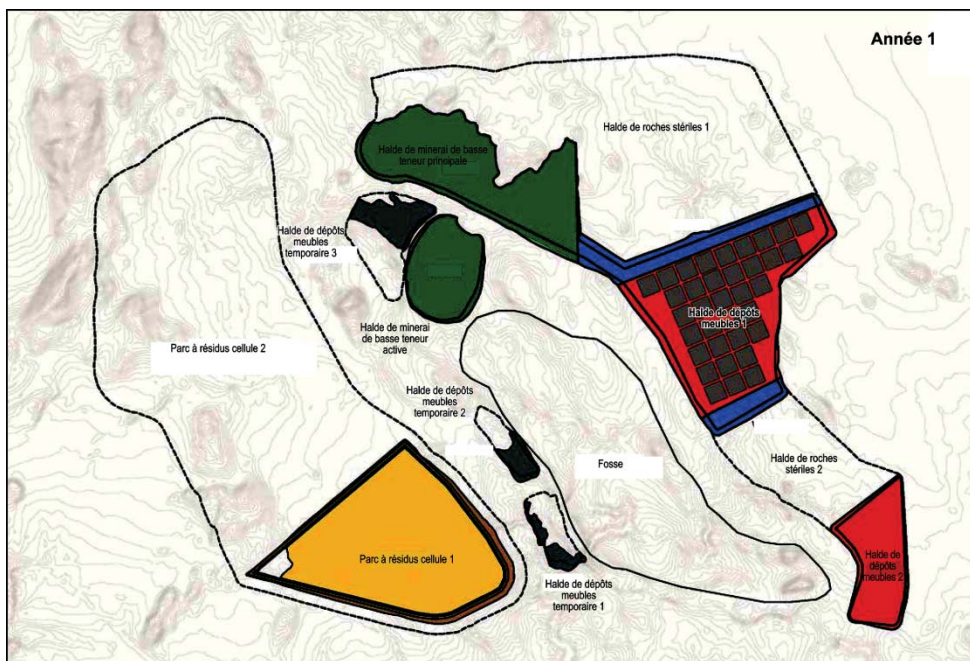 Année 1
Halde de roches stériles 1
Halde de minerai de basse
teneur principale
Halde de dépôts
meubles
temporaire 3
Halde de dépôts
meubles 1
Halde de minerai
de basse teneur
active
Parc à résidus cellule 2
Halde de dépôts
meubles
temporaire 2
Fosse
Halde de roches
stériles 2
Parc à résidus cellule 1
Halde de
dépôts
meubles 2
Halde de dépôts
meubles
temporaire 1